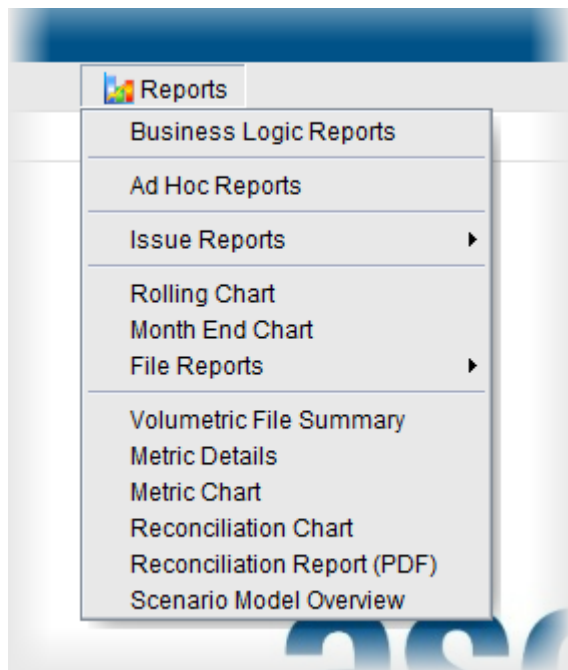 Reports
Business Logic Reports
Ad Hoc Reports
Issue Reports
Rolling Chart
Month End Chart
File Reports
Volumetric File Summary
Metric Details
Metric Chart
Reconciliation Chart
Reconciliation Report (PDF)
Scenario Model Overview